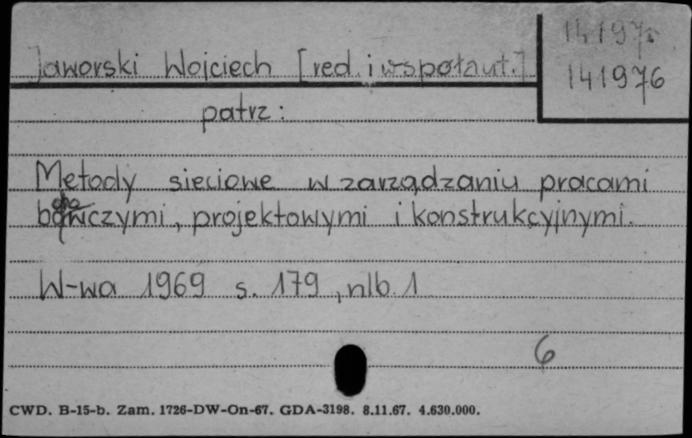 Jaworski Wojciech [red. i współaut.]
14197
141976
patrz:
Metody sieciowe w zarządzaniu pracami
badawczymi, projektowymi i konstrukcyjnymi.
W-wa 1969 s. 179, nlb. 1
6
CWD. B-15-b. Zam. 1726-DW-On-67. GDA-3198. 8.11.67. 4.630.000.